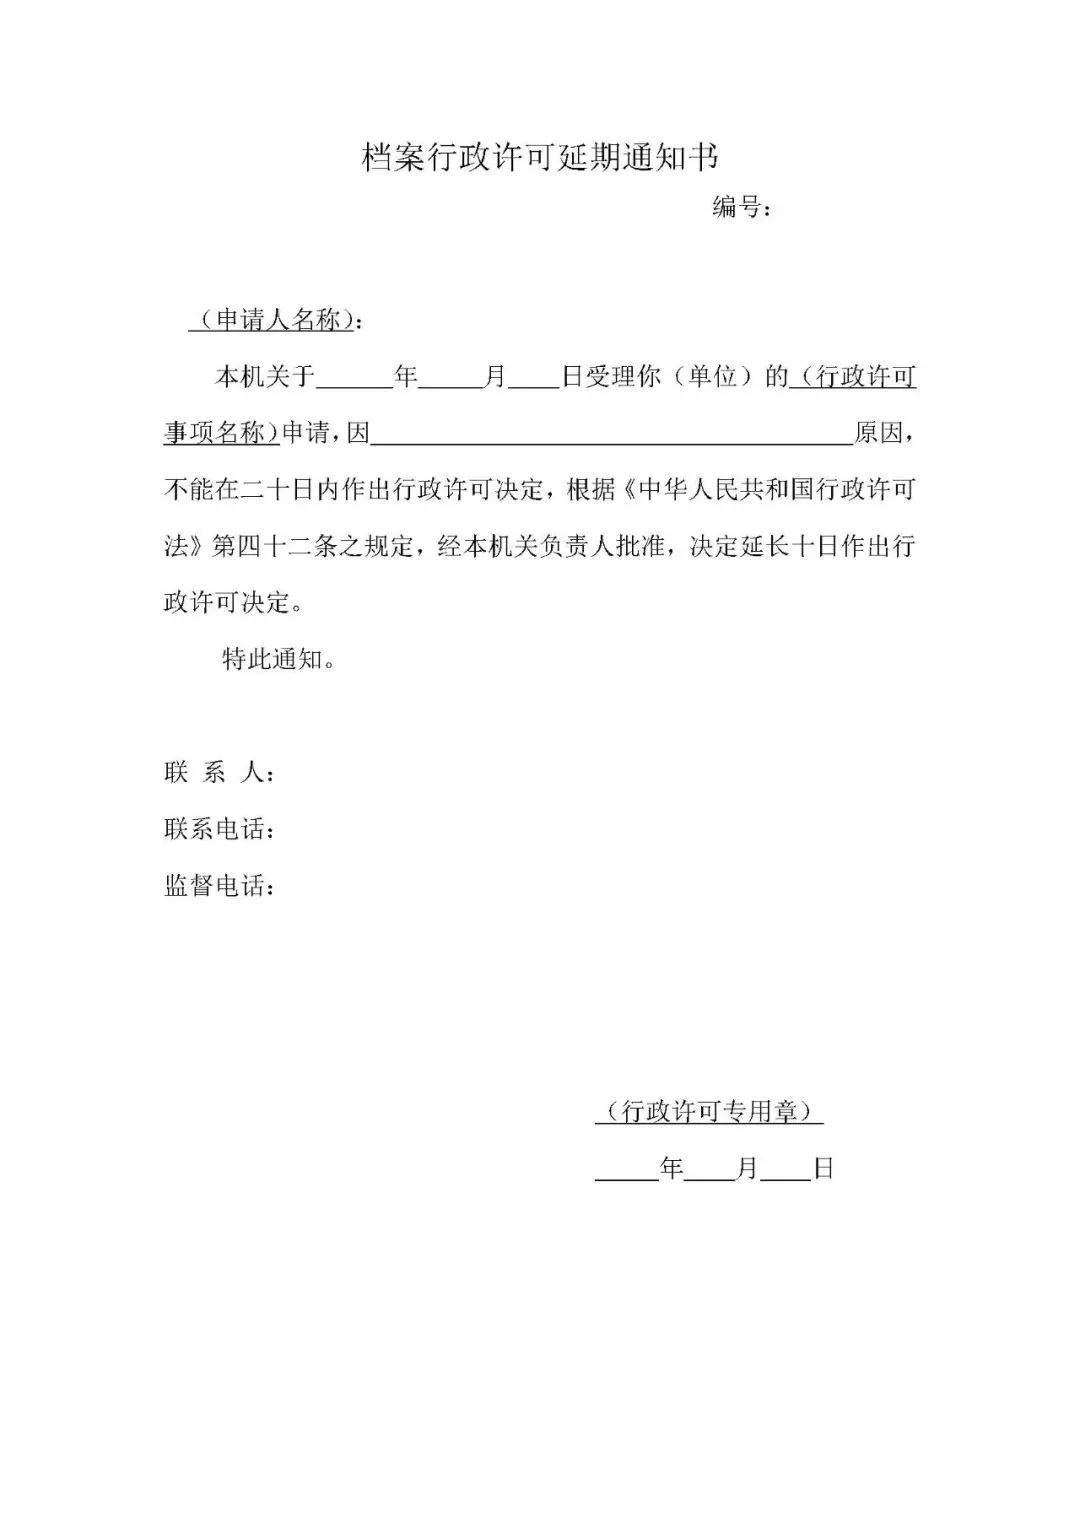 档案行政许可延期通知书
编号：
（申请人名称）：
本机关于______年_____月____日受理你（单位）的（行政许可
事项名称）申请，因______________________________________原因，
不能在二十日内作出行政许可决定，根据《中华人民共和国行政许可
法》第四十二条之规定，经本机关负责人批准，决定延长十日作出行
政许可决定。
特此通知。
联 系 人：
联系电话：
监督电话：
（行政许可专用章）
_____年____月____日